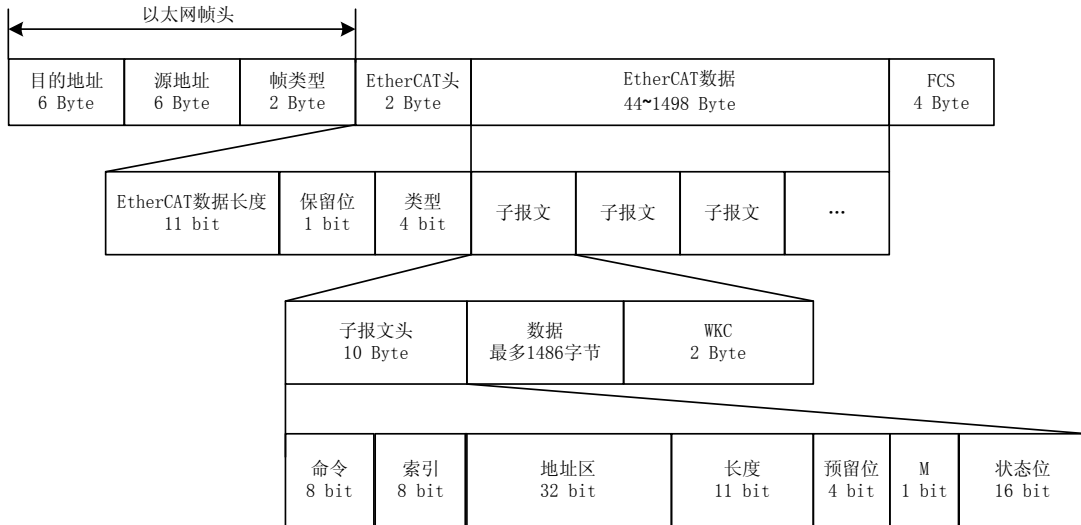 以太网帧头
目的地址
6 Byte
源地址
6 Byte
帧类型
2 Byte
EtherCAT头
2 Byte
EtherCAT数据
44~1498 Byte
FCS
4 Byte
EtherCAT数据长度
11 bit
保留位
1 bit
类型
4 bit
子报文
子报文
子报文
…
子报文头
10 Byte
数据
最多1486字节
WKC
2 Byte
命令
8 bit
索引
8 bit
地址区
32 bit
长度
11 bit
预留位
4 bit
M
1 bit
状态位
16 bit